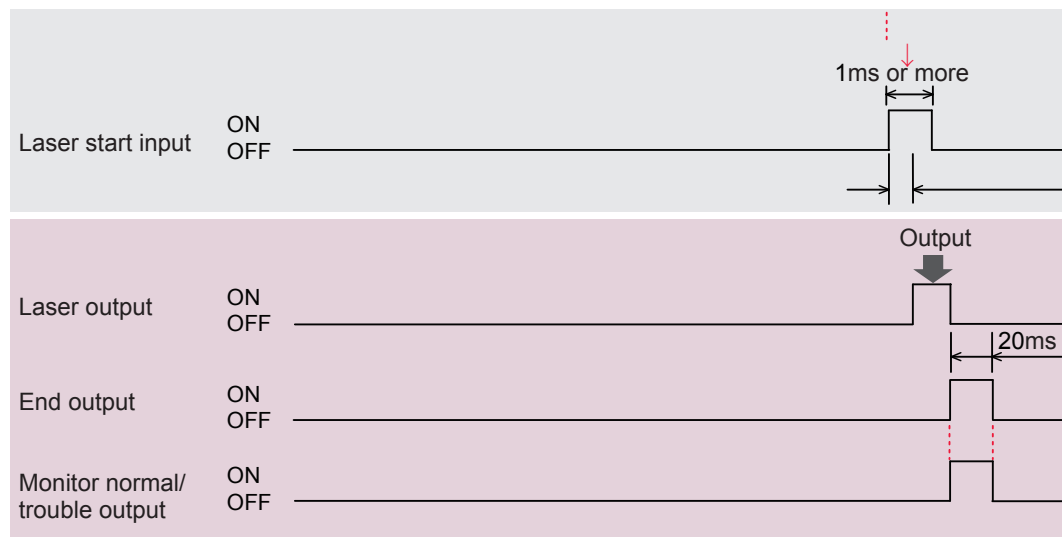 1ms or more
Laser start input
ON
OFF
Output
Laser output
ON
OFF
20ms
End output
ON
OFF
Monitor normal/
trouble output
ON
OFF